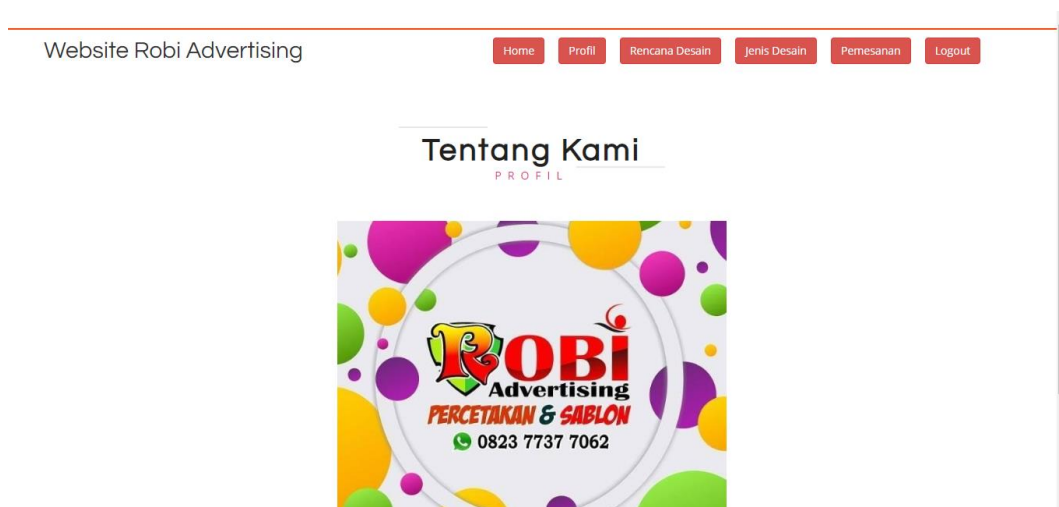 Website Robi Advertising
Home Profil Rencana Desain Jenis Desain Pemesanan Logout
Tentang Kami
PROFIL
ROBI
Advertising
PERCETAKAN & SABLON
0823 7737 7062